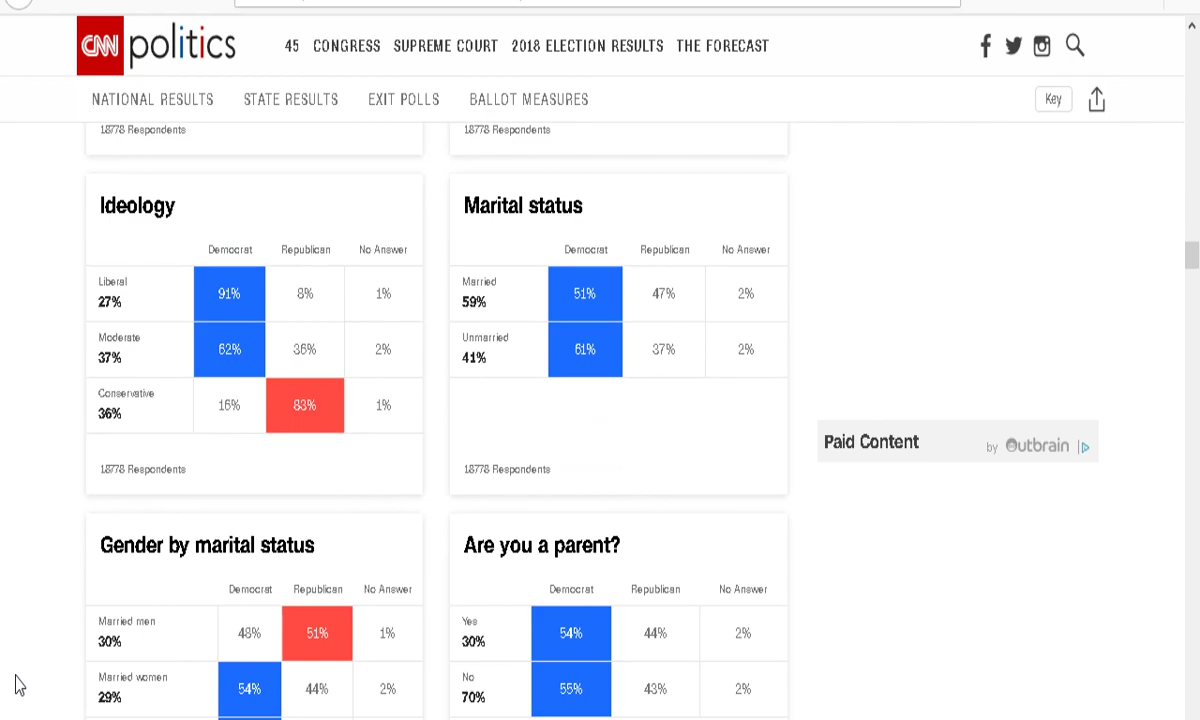 CNN politics
45 CONGRESS SUPREME COURT 2018 ELECTION RESULTS THE FORECAST
NATIONAL RESULTS STATE RESULTS EXIT POLLS BALLOT MEASURES
Key
18778 Respondents
18778 Respondents
Ideology
Democrat Republican No Answer
Liberal
27% 91% 8% 1%
Moderate
37% 62% 36% 2%
Conservative
36% 16% 83% 1%
18778 Respondents
Marital status
Democrat Republican No Answer
Married
59% 51% 47% 2%
Unmarried
41% 61% 37% 2%
18778 Respondents
Paid Content by Outbrain
Gender by marital status
Democrat Republican No Answer
Married men
30% 48% 51% 1%
Married women
29% 54% 44% 2%
Are you a parent?
Democrat Republican No Answer
Yes
30% 54% 44% 2%
No
70% 55% 43% 2%